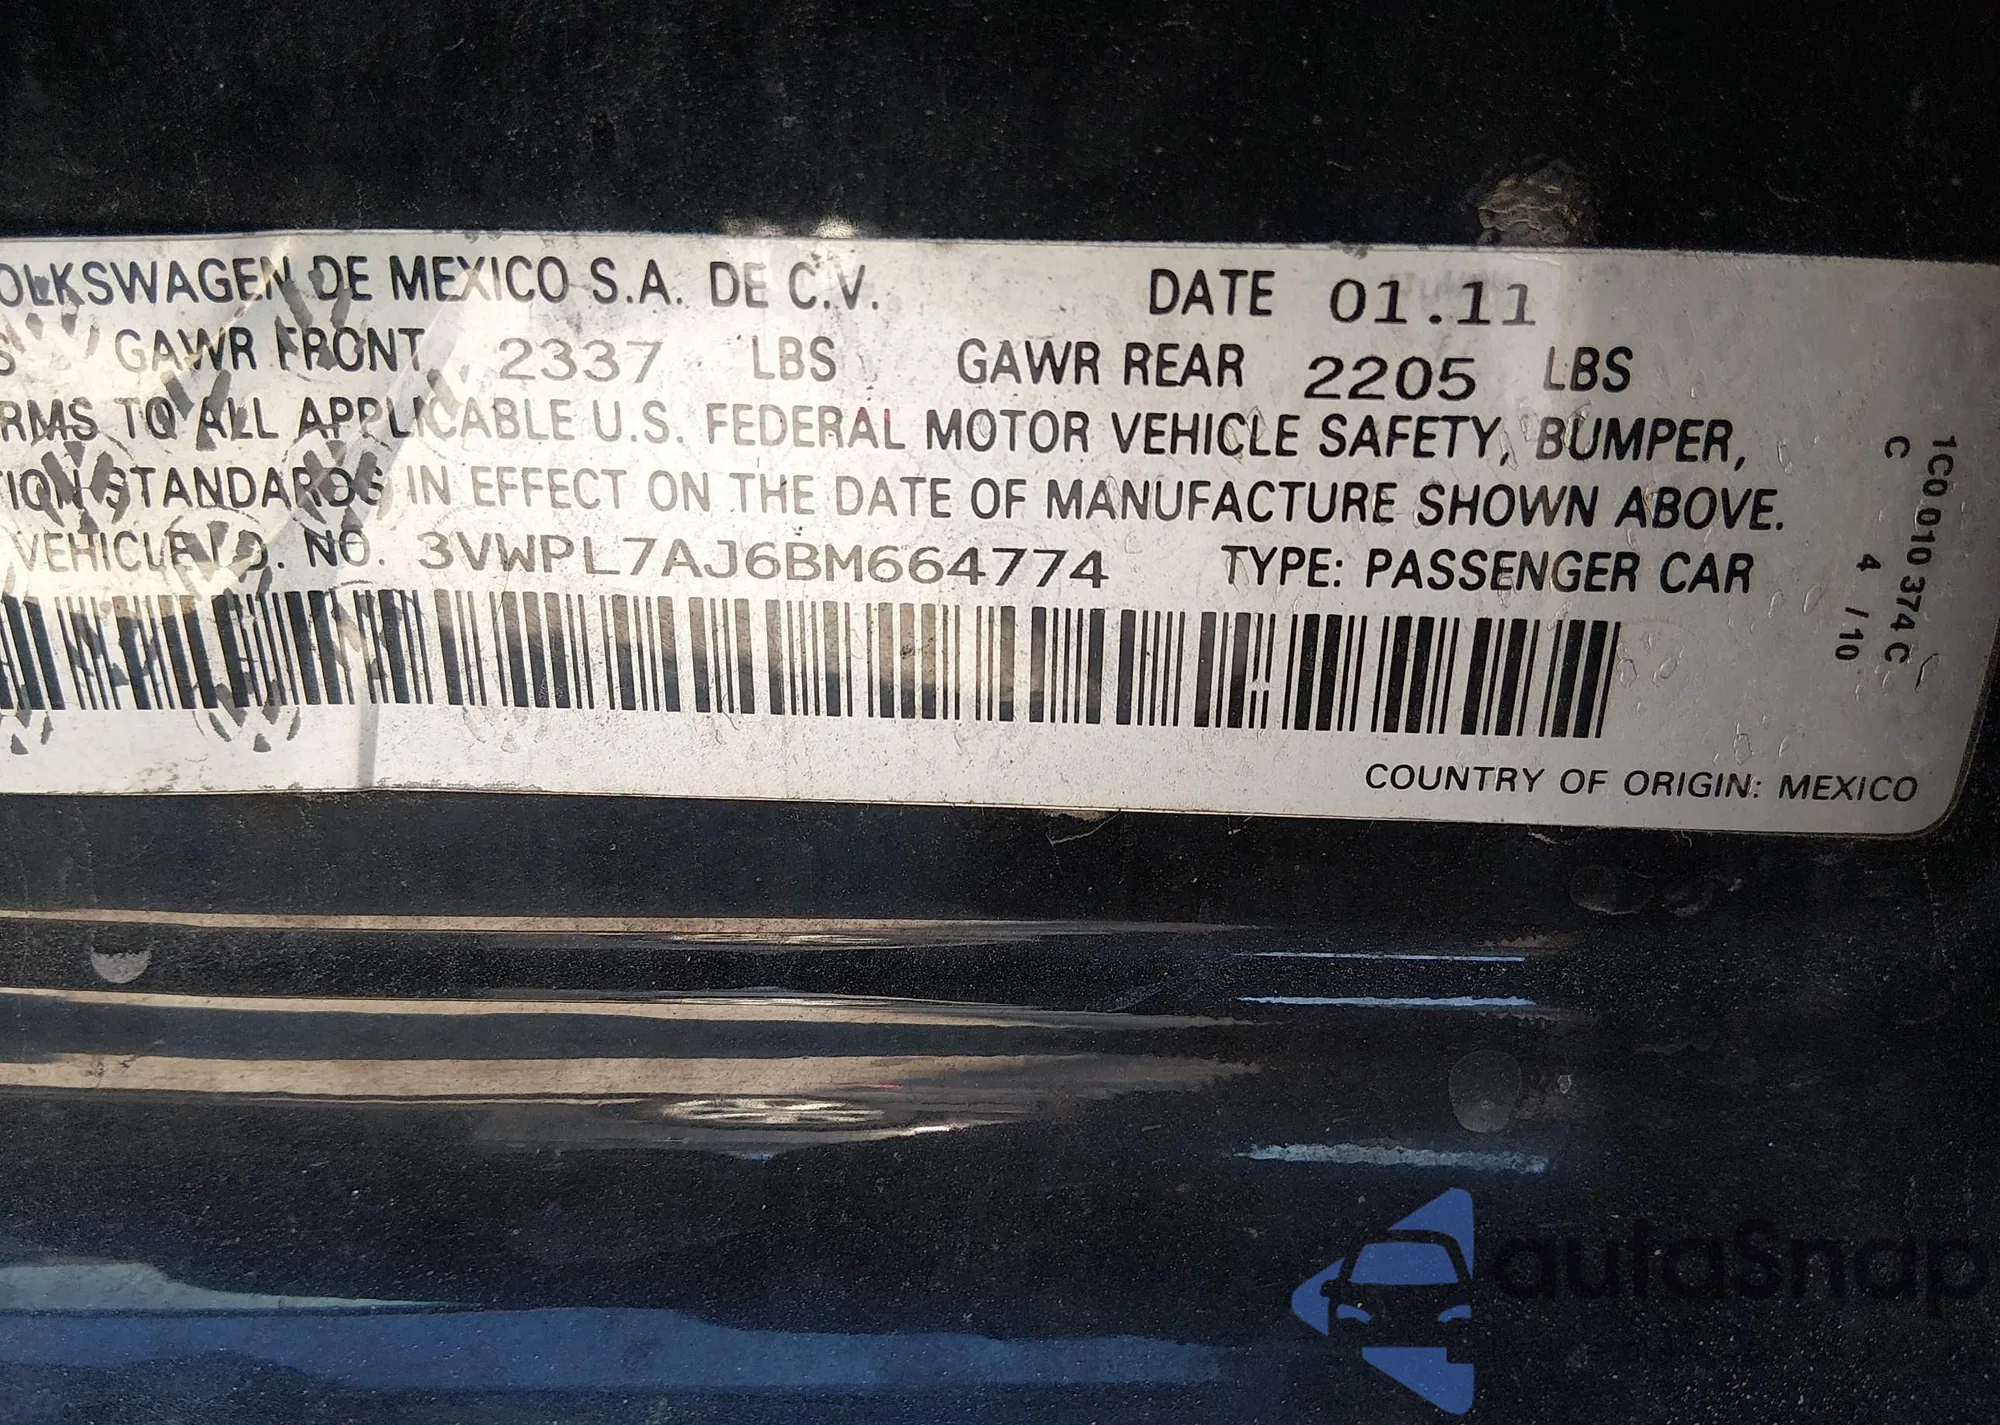 OLKSWAGEN DE MEXICO S.A. DE C.V. DATE 01.11
S GAWR FRONT 2337 LBS GAWR REAR 2205 LBS
RMS TO ALL APPLICABLE U.S. FEDERAL MOTOR VEHICLE SAFETY, BUMPER,
TION STANDARDS IN EFFECT ON THE DATE OF MANUFACTURE SHOWN ABOVE.
VEHICLE I.D. NO. 3VWPL7AJ6BM664774 TYPE: PASSENGER CAR
COUNTRY OF ORIGIN: MEXICO
1C0 010 374 C
C 4 / 10
autaSnap